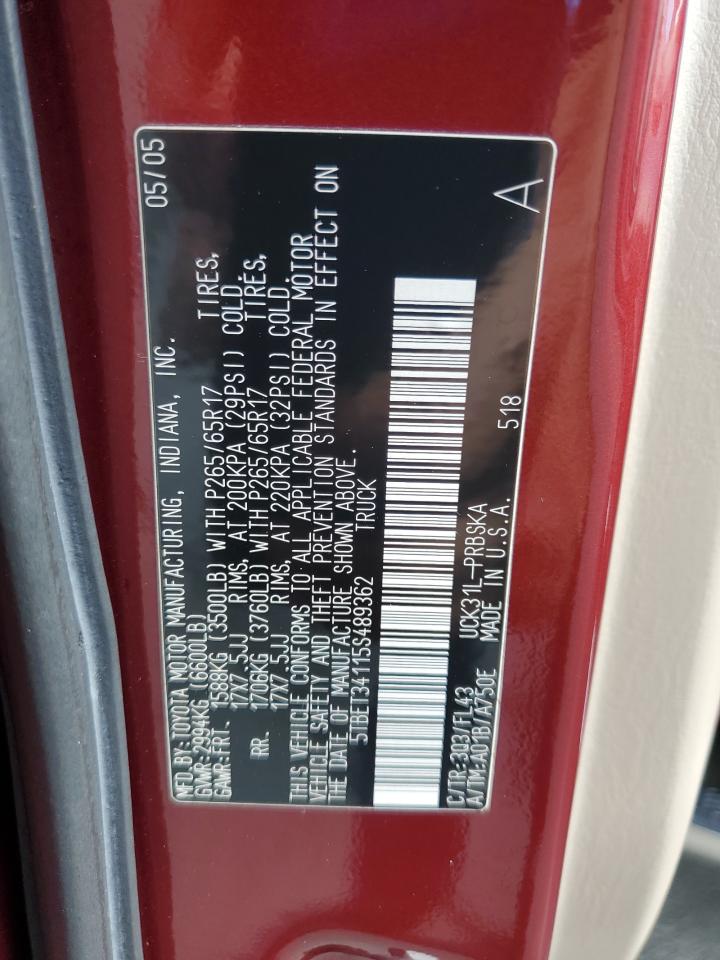 MFD.BY:TOYOTA MOTOR MANUFACTURING, INDIANA, INC. 05/05
GVWR:2994KG (6600LB)
GAWR:FRT. 1588KG (3500LB) WITH P265/65R17 TIRES,
17X7.5JJ RIMS, AT 200KPA (29PSI) COLD.
RR. 1706KG (3760LB) WITH P265/65R17 TIRES,
17X7.5JJ RIMS, AT 220KPA (32PSI) COLD.
THIS VEHICLE CONFORMS TO ALL APPLICABLE FEDERAL MOTOR
VEHICLE SAFETY AND THEFT PREVENTION STANDARDS IN EFFECT ON
THE DATE OF MANUFACTURE SHOWN ABOVE.
5TBET34115S489362 TRUCK
C/TR:3Q3/FL43 UCK31L-PRBSKA
A/TM:A01B/A750E MADE IN U.S.A. 518
A